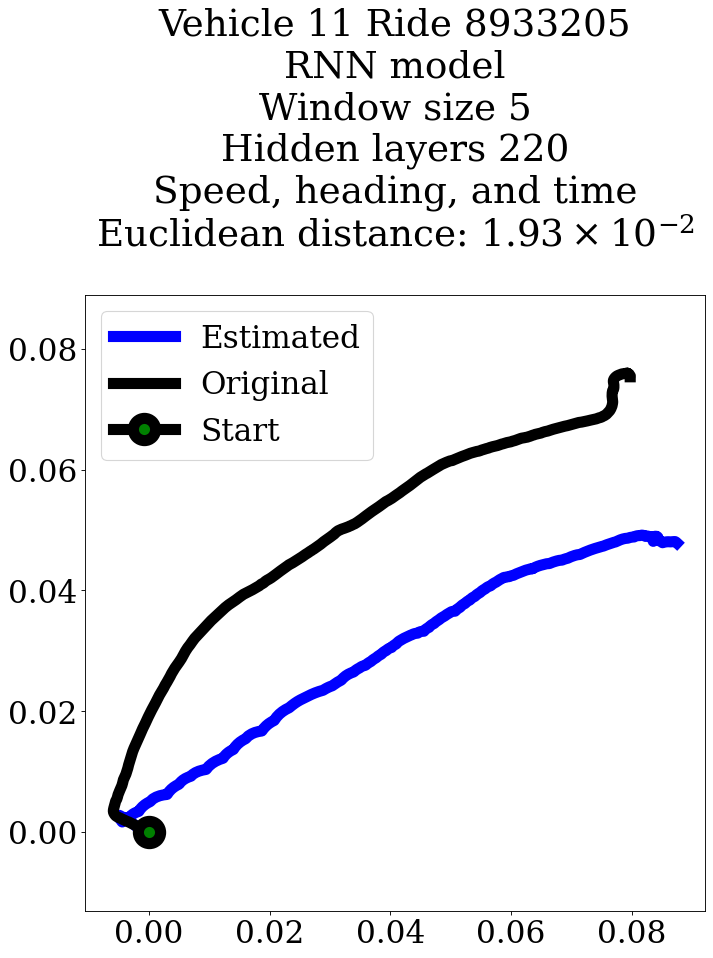 Vehicle 11 Ride 8933205
RNN model
Window size 5
Hidden layers 220
Speed, heading, and time
Euclidean distance: 1.93 × 10⁻²
Estimated
Original
Start
0.08
0.06
0.04
0.02
0.00
0.00 0.02 0.04 0.06 0.08